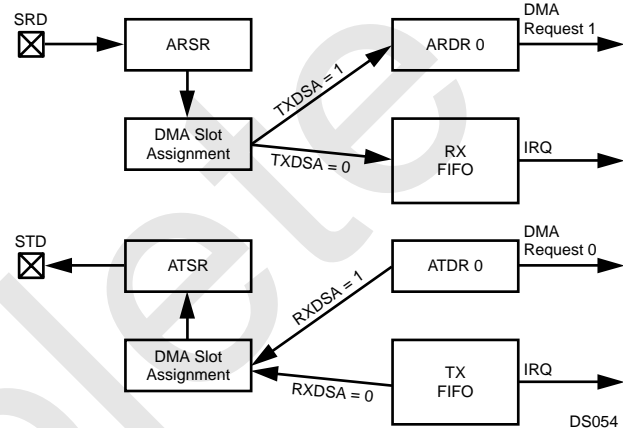 SRD
ARSR
ARDR 0
DMA
Request 1
TXDSA = 1
DMA Slot
Assignment
TXDSA = 0
RX
FIFO
IRQ
STD
ATSR
ATDR 0
DMA
Request 0
RXDSA = 1
DMA Slot
Assignment
RXDSA = 0
TX
FIFO
IRQ
DS054